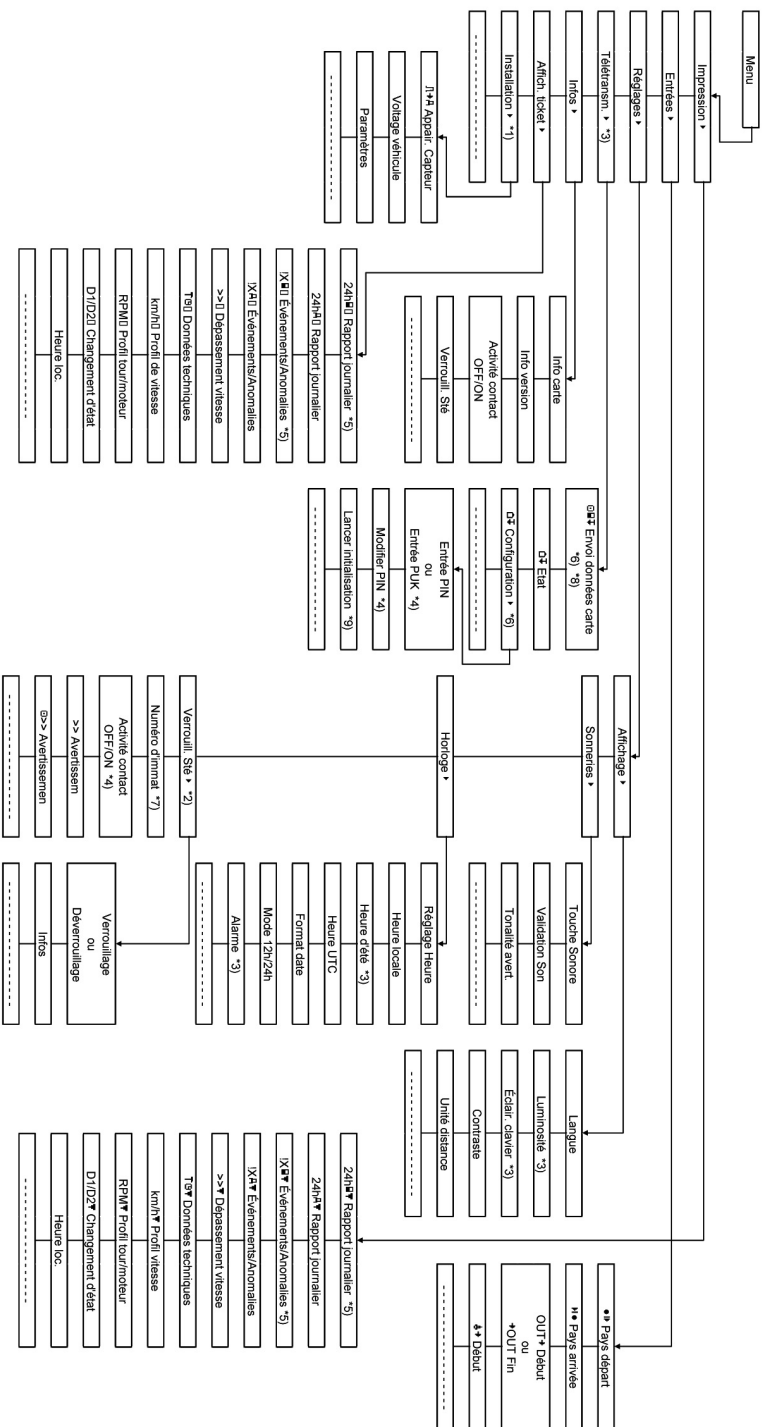 Menu
Impression ▸
Entrées ▸
Réglages ▸
Télétransm. ▸ *3)
Infos ▸
Affich. ticket ▸
Installation ▸ *1)
- - - - - - - - - - - - -
Appair. Capteur
Voltage véhicule
Paramètres
- - - - - - - - - - - - -
24h Rapport journalier *5)
24h Rapport journalier
!X Événements/Anomalies *5)
!X Événements/Anomalies
>> Dépassement vitesse
Données techniques
km/h Profil de vitesse
RPM Profil tour/moteur
D1/D2 Changement d'état
Heure loc.
- - - - - - - - - - - - -
Info carte
Info version
Activité contact
OFF/ON
Verrouill. Sté
- - - - - - - - - - - - -
Envoi données carte
*6) *8)
Etat
Configuration ▸ *6)
- - - - - - - - - - - - -
Entrée PIN
ou
Entrée PUK *4)
Modifier PIN *4)
Lancer initialisation *9)
- - - - - - - - - - - - -
Affichage ▸
Sonneries ▸
Horloge ▸
Verrouill. Sté ▸ *2)
Numéro d'immat *7)
Activité contact
OFF/ON *4)
>> Avertissem
>> Avertissemen
- - - - - - - - - - - - -
Touche Sonore
Validation Son
Tonalité avert.
- - - - - - - - - - - - -
Réglage Heure
Heure locale
Heure d'été *3)
Heure UTC
Format date
Mode 12h/24h
Alarme *3)
- - - - - - - - - - - - -
Verrouillage
ou
Déverrouillage
Infos
- - - - - - - - - - - - -
Langue
Luminosité *3)
Éclair. clavier *3)
Contraste
Unité distance
- - - - - - - - - - - - -
24h▼ Rapport journalier *5)
24h▼ Rapport journalier
!X▼ Événements/Anomalies *5)
!X▼ Événements/Anomalies
>>▼ Dépassement vitesse
▼ Données techniques
km/h▼ Profil vitesse
RPM▼ Profil tour/moteur
D1/D2▼ Changement d'état
Heure loc.
- - - - - - - - - - - - -
Pays départ
Pays arrivée
OUT→ Début
ou
→OUT Fin
Début
- - - - - - - - - - - - -